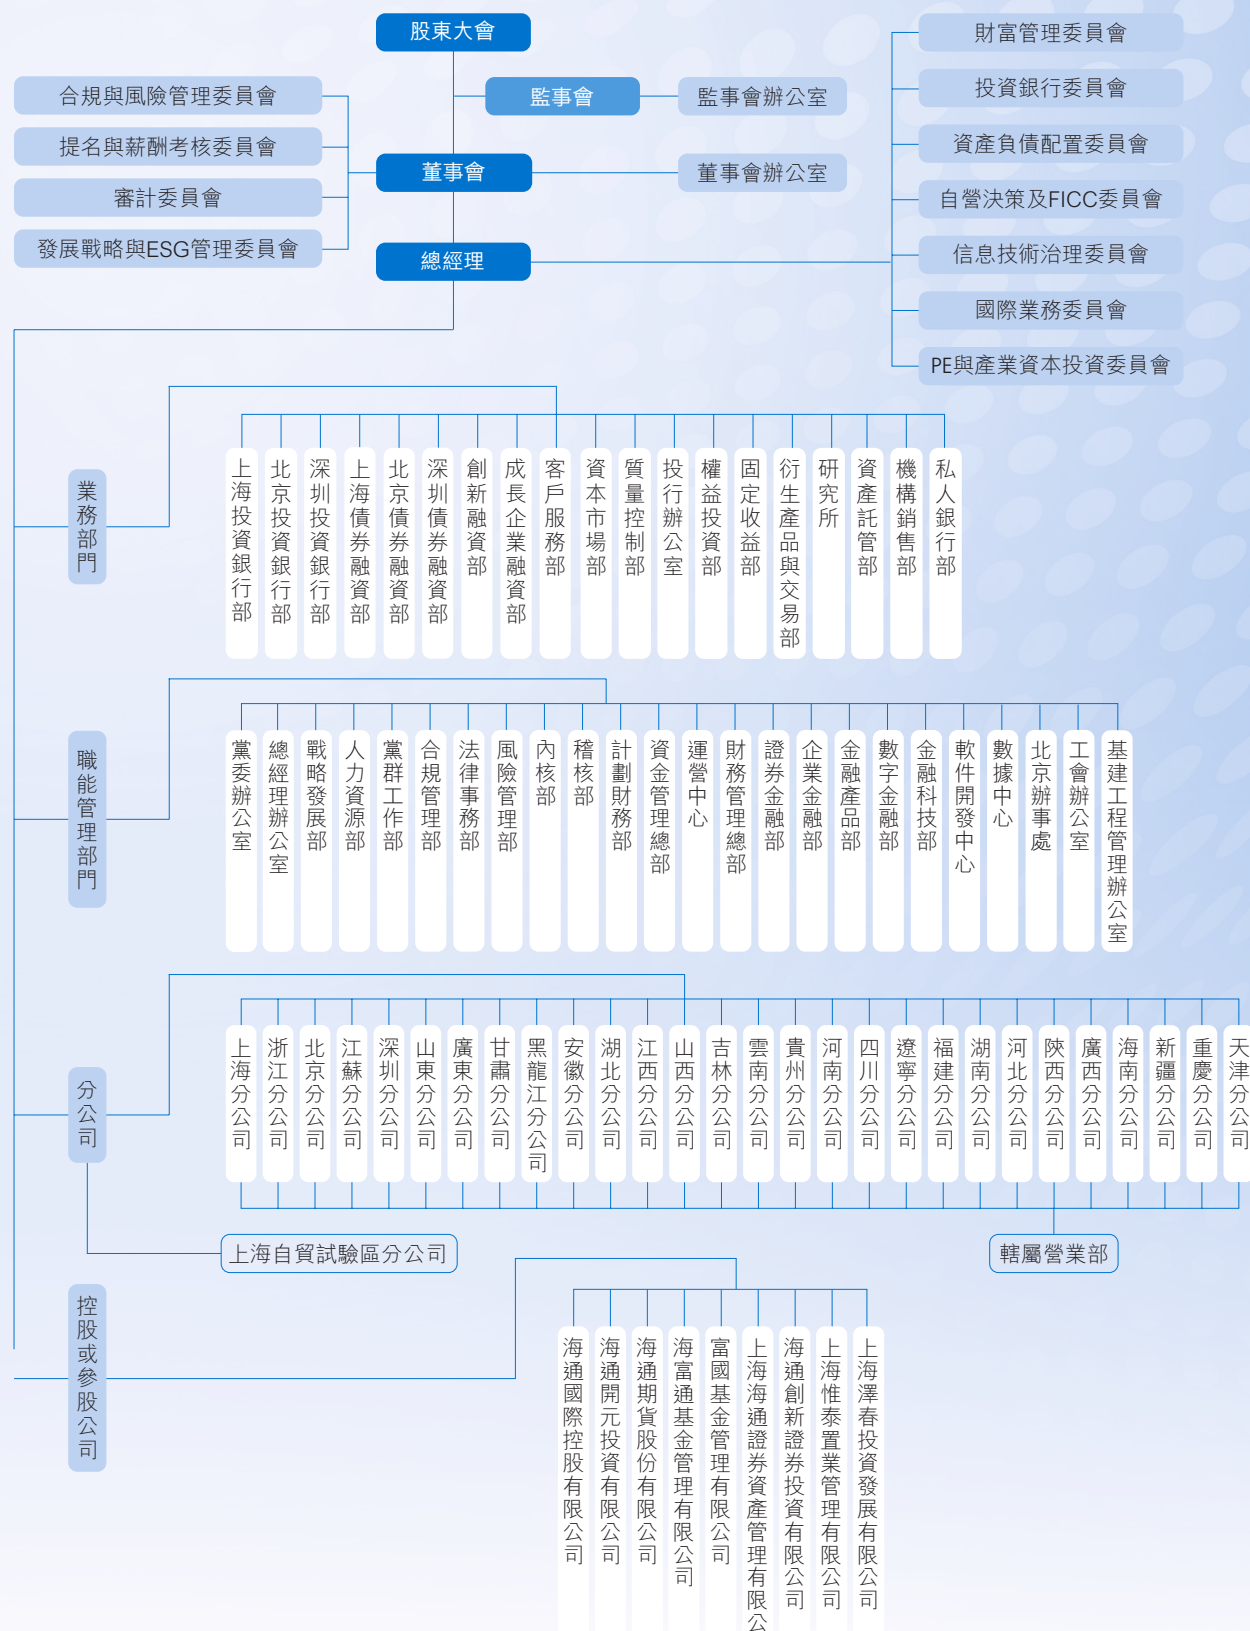 股東大會
監事會
監事會辦公室
董事會
董事會辦公室
總經理
合規與風險管理委員會
提名與薪酬考核委員會
審計委員會
發展戰略與ESG管理委員會
財富管理委員會
投資銀行委員會
資產負債配置委員會
自營決策及FICC委員會
信息技術治理委員會
國際業務委員會
PE與產業資本投資委員會
業務部門
上海投資銀行部
北京投資銀行部
深圳投資銀行部
上海債券融資部
北京債券融資部
深圳債券融資部
創新融資部
成長企業融資部
客戶服務部
資本市場部
質量控制部
投行辦公室
權益投資部
固定收益部
衍生產品與交易部
研究所
資產託管部
機構銷售部
私人銀行部
職能管理部門
黨委辦公室
總經理辦公室
戰略發展部
人力資源部
黨群工作部
合規管理部
法律事務部
風險管理部
內核部
稽核部
計劃財務部
資金管理總部
運營中心
財務管理總部
證券金融部
企業金融部
金融產品部
數字金融部
金融科技部
軟件開發中心
數據中心
北京辦事處
工會辦公室
基建工程管理辦公室
分公司
上海分公司
浙江分公司
北京分公司
江蘇分公司
深圳分公司
山東分公司
廣東分公司
甘肅分公司
黑龍江分公司
安徽分公司
湖北分公司
江西分公司
山西分公司
吉林分公司
雲南分公司
貴州分公司
河南分公司
四川分公司
遼寧分公司
福建分公司
湖南分公司
河北分公司
陝西分公司
廣西分公司
海南分公司
新疆分公司
重慶分公司
天津分公司
上海自貿試驗區分公司
轄屬營業部
控股或參股公司
海通國際控股有限公司
海通開元投資有限公司
海通期貨股份有限公司
海富通基金管理有限公司
富國基金管理有限公司
上海海通證券資產管理有限公
海通創新證券投資有限公司
上海惟泰置業管理有限公司
上海澤春投資發展有限公司